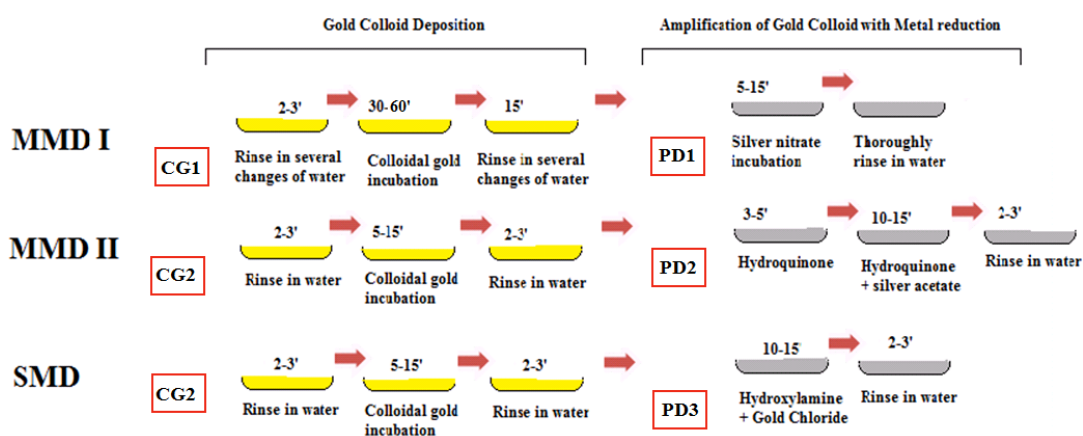 Gold Colloid Deposition
Amplification of Gold Colloid with Metal reduction
MMD I
CG1
2-3'
Rinse in several
changes of water
30-60'
Colloidal gold
incubation
15'
Rinse in several
changes of water
PD1
5-15'
Silver nitrate
incubation
Thoroughly
rinse in water
MMD II
CG2
2-3'
Rinse in water
5-15'
Colloidal gold
incubation
2-3'
Rinse in water
PD2
3-5'
Hydroquinone
10-15'
Hydroquinone
+ silver acetate
2-3'
Rinse in water
SMD
CG2
2-3'
Rinse in water
5-15'
Colloidal gold
incubation
2-3'
Rinse in water
PD3
10-15'
Hydroxylamine
+ Gold Chloride
2-3'
Rinse in water